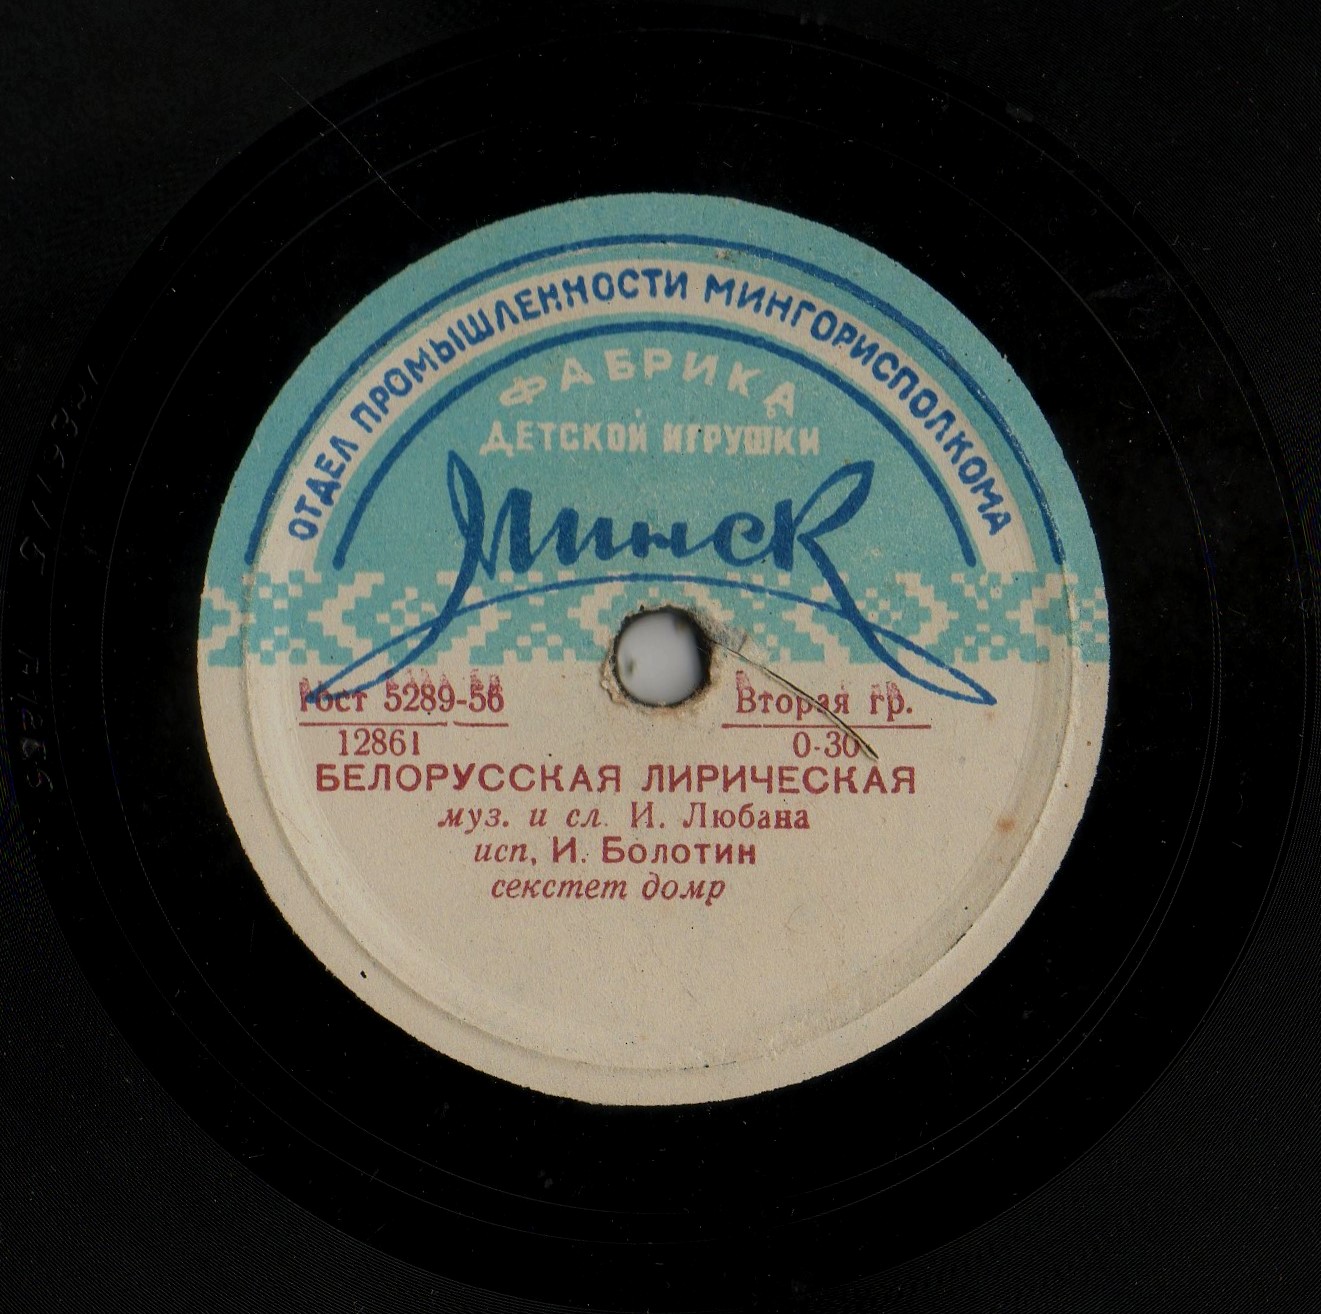 ОТДЕЛ ПРОМЫШЛЕННОСТИ МИНГОРИСПОЛКОМА
ФАБРИКА
ДЕТСКОЙ ИГРУШКИ
Минск
Гост 5289-56 Вторая гр.
12861 0-30
БЕЛОРУССКАЯ ЛИРИЧЕСКАЯ
муз. и сл. И. Любана
исп, И. Болотин
секстет домр